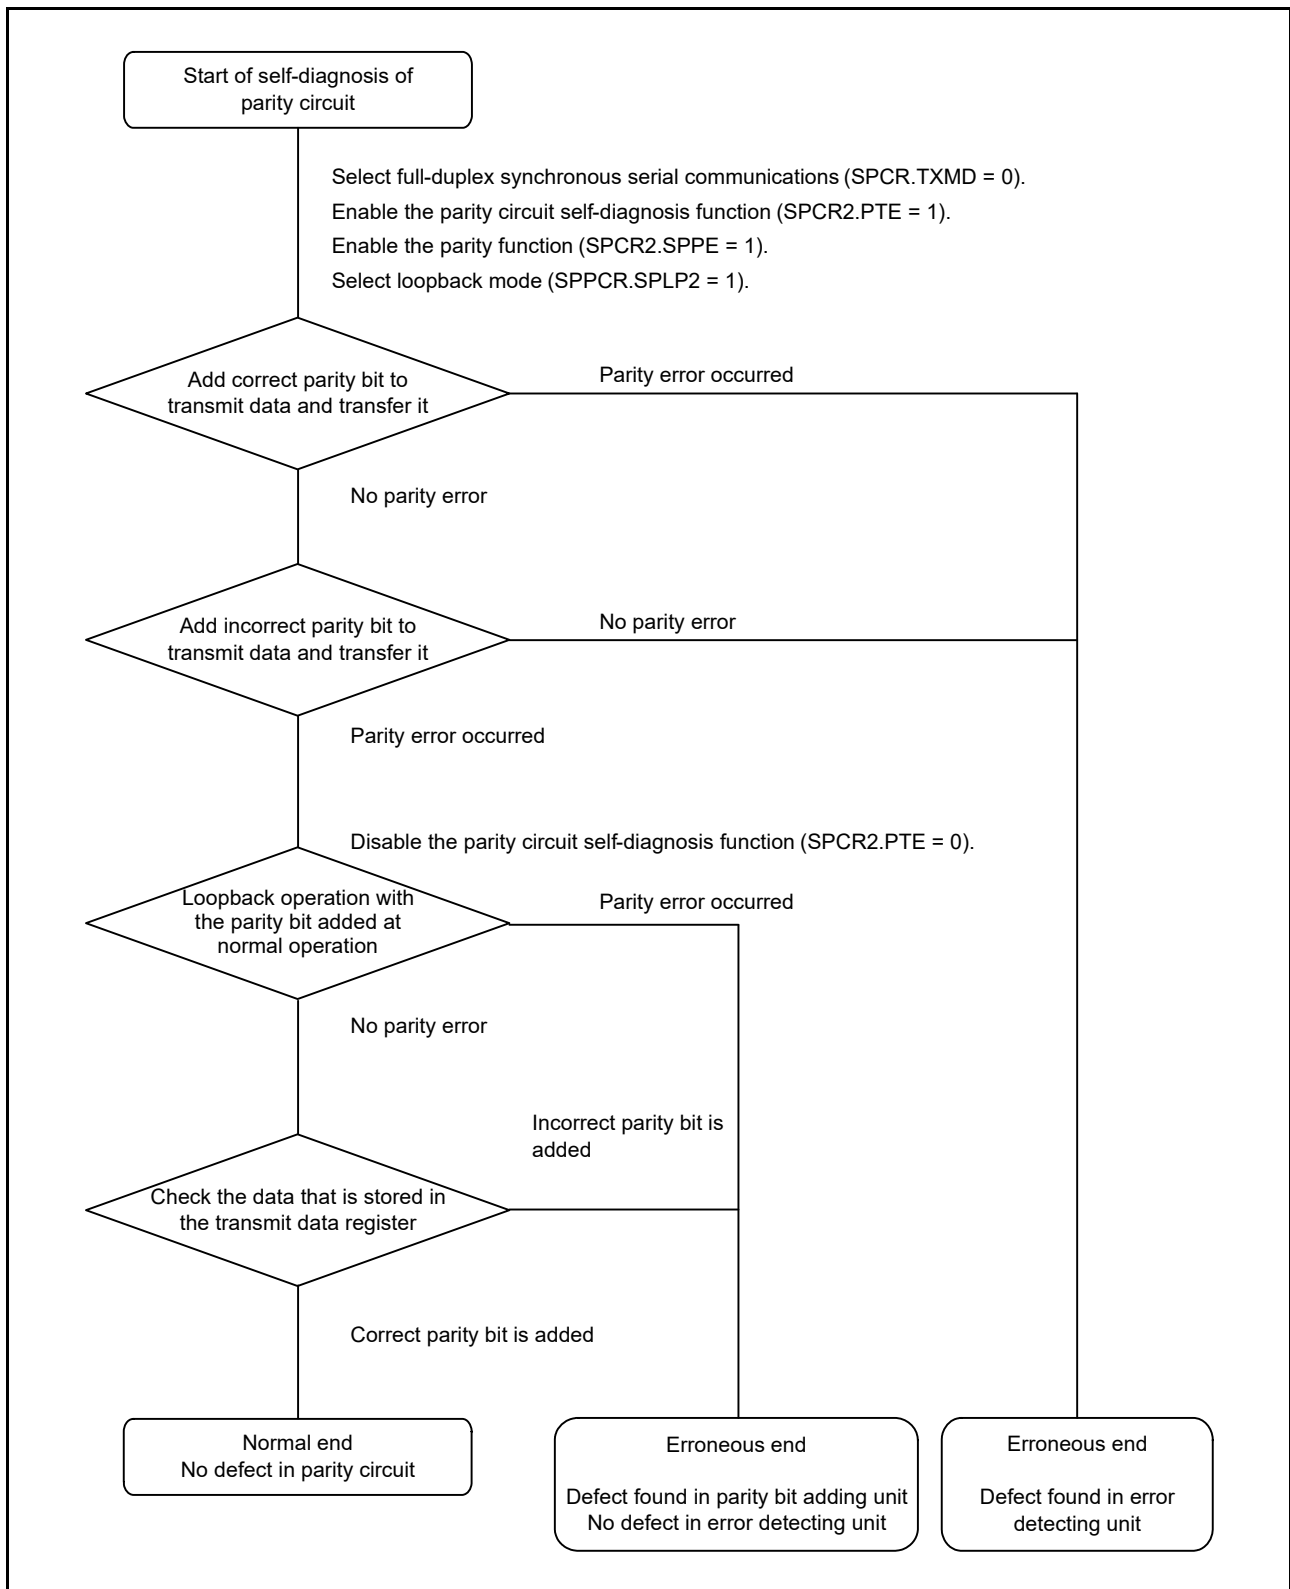 Start of self-diagnosis of
parity circuit
Select full-duplex synchronous serial communications (SPCR.TXMD = 0).
Enable the parity circuit self-diagnosis function (SPCR2.PTE = 1).
Enable the parity function (SPCR2.SPPE = 1).
Select loopback mode (SPPCR.SPLP2 = 1).
Add correct parity bit to
transmit data and transfer it
Parity error occurred
No parity error
Add incorrect parity bit to
transmit data and transfer it
No parity error
Parity error occurred
Disable the parity circuit self-diagnosis function (SPCR2.PTE = 0).
Loopback operation with
the parity bit added at
normal operation
Parity error occurred
No parity error
Incorrect parity bit is
added
Check the data that is stored in
the transmit data register
Correct parity bit is added
Normal end
No defect in parity circuit
Erroneous end
Defect found in parity bit adding unit
No defect in error detecting unit
Erroneous end
Defect found in error
detecting unit